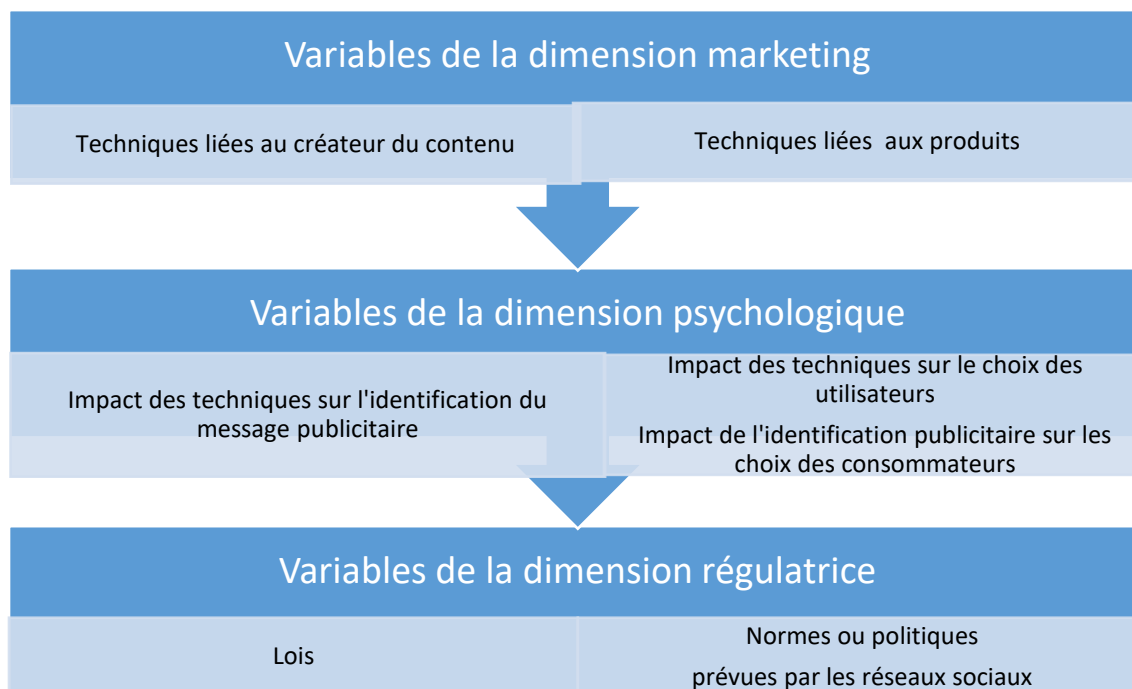 Variables de la dimension marketing
Techniques liées au créateur du contenu
Techniques liées aux produits
Variables de la dimension psychologique
Impact des techniques sur l'identification du
message publicitaire
Impact des techniques sur le choix des
utilisateurs
Impact de l'identification publicitaire sur les
choix des consommateurs
Variables de la dimension régulatrice
Lois
Normes ou politiques
prévues par les réseaux sociaux